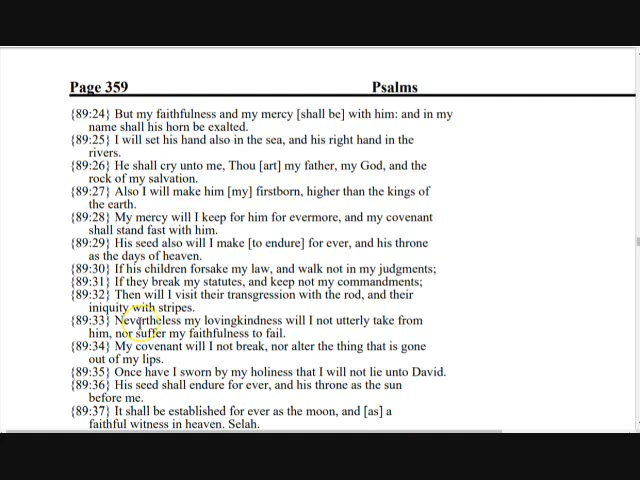 Page 359 Psalms
{89:24} But my faithfulness and my mercy [shall be] with him: and in my
name shall his horn be exalted.
{89:25} I will set his hand also in the sea, and his right hand in the
rivers.
{89:26} He shall cry unto me, Thou [art] my father, my God, and the
rock of my salvation.
{89:27} Also I will make him [my] firstborn, higher than the kings of
the earth.
{89:28} My mercy will I keep for him for evermore, and my covenant
shall stand fast with him.
{89:29} His seed also will I make [to endure] for ever, and his throne
as the days of heaven.
{89:30} If his children forsake my law, and walk not in my judgments;
{89:31} If they break my statutes, and keep not my commandments;
{89:32} Then will I visit their transgression with the rod, and their
iniquity with stripes.
{89:33} Nevertheless my lovingkindness will I not utterly take from
him, nor suffer my faithfulness to fail.
{89:34} My covenant will I not break, nor alter the thing that is gone
out of my lips.
{89:35} Once have I sworn by my holiness that I will not lie unto David.
{89:36} His seed shall endure for ever, and his throne as the sun
before me.
{89:37} It shall be established for ever as the moon, and [as] a
faithful witness in heaven. Selah.